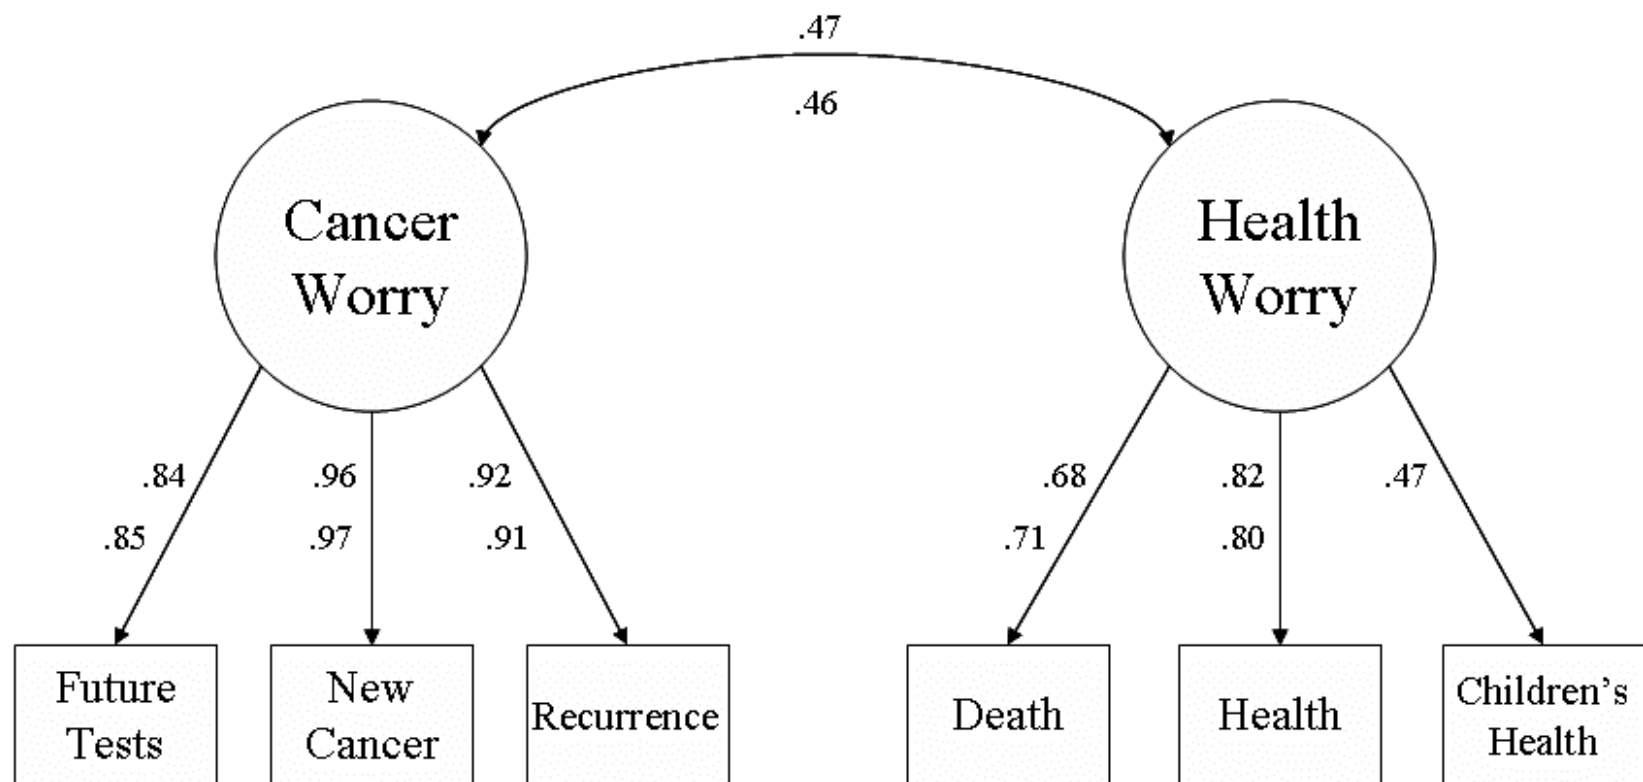 .47
.46
Cancer
Worry
Health
Worry
.84
.96
.92
.68
.82
.47
.85
.97
.91
.71
.80
Future
Tests
New
Cancer
Recurrence
Death
Health
Children’s
Health